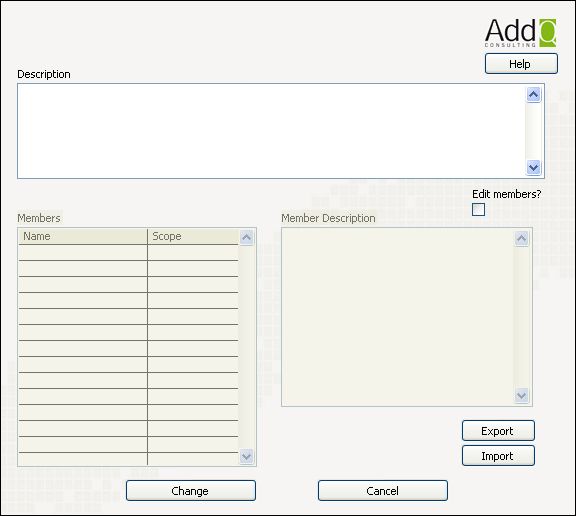 AddQ
CONSULTING
Help
Description
Edit members?
Members
Member Description
Name Scope
Export
Import
Change Cancel